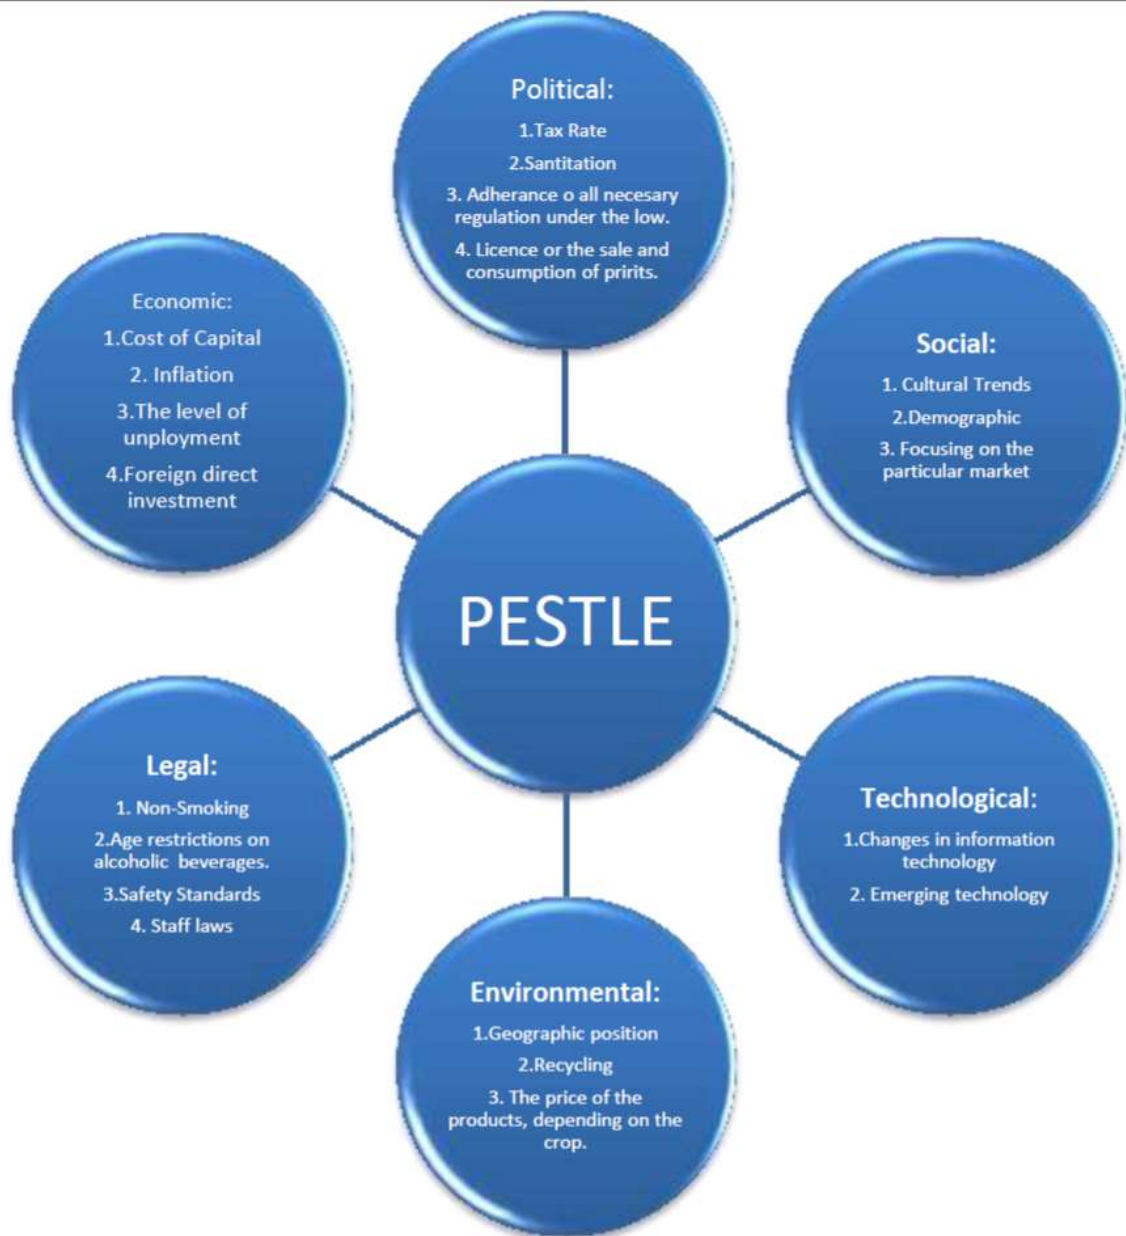 Political:
1.Tax Rate
2.Santitation
3. Adherance o all necesary
regulation under the low.
4. Licence or the sale and
consumption of pririts.
Economic:
1.Cost of Capital
2. Inflation
3.The level of
unployment
4.Foreign direct
investment
Social:
1. Cultural Trends
2.Demographic
3. Focusing on the
particular market
PESTLE
Legal:
1. Non-Smoking
2.Age restrictions on
alcoholic beverages.
3.Safety Standards
4. Staff laws
Technological:
1.Changes in information
technology
2. Emerging technology
Environmental:
1.Geographic position
2.Recycling
3. The price of the
products, depending on the
crop.